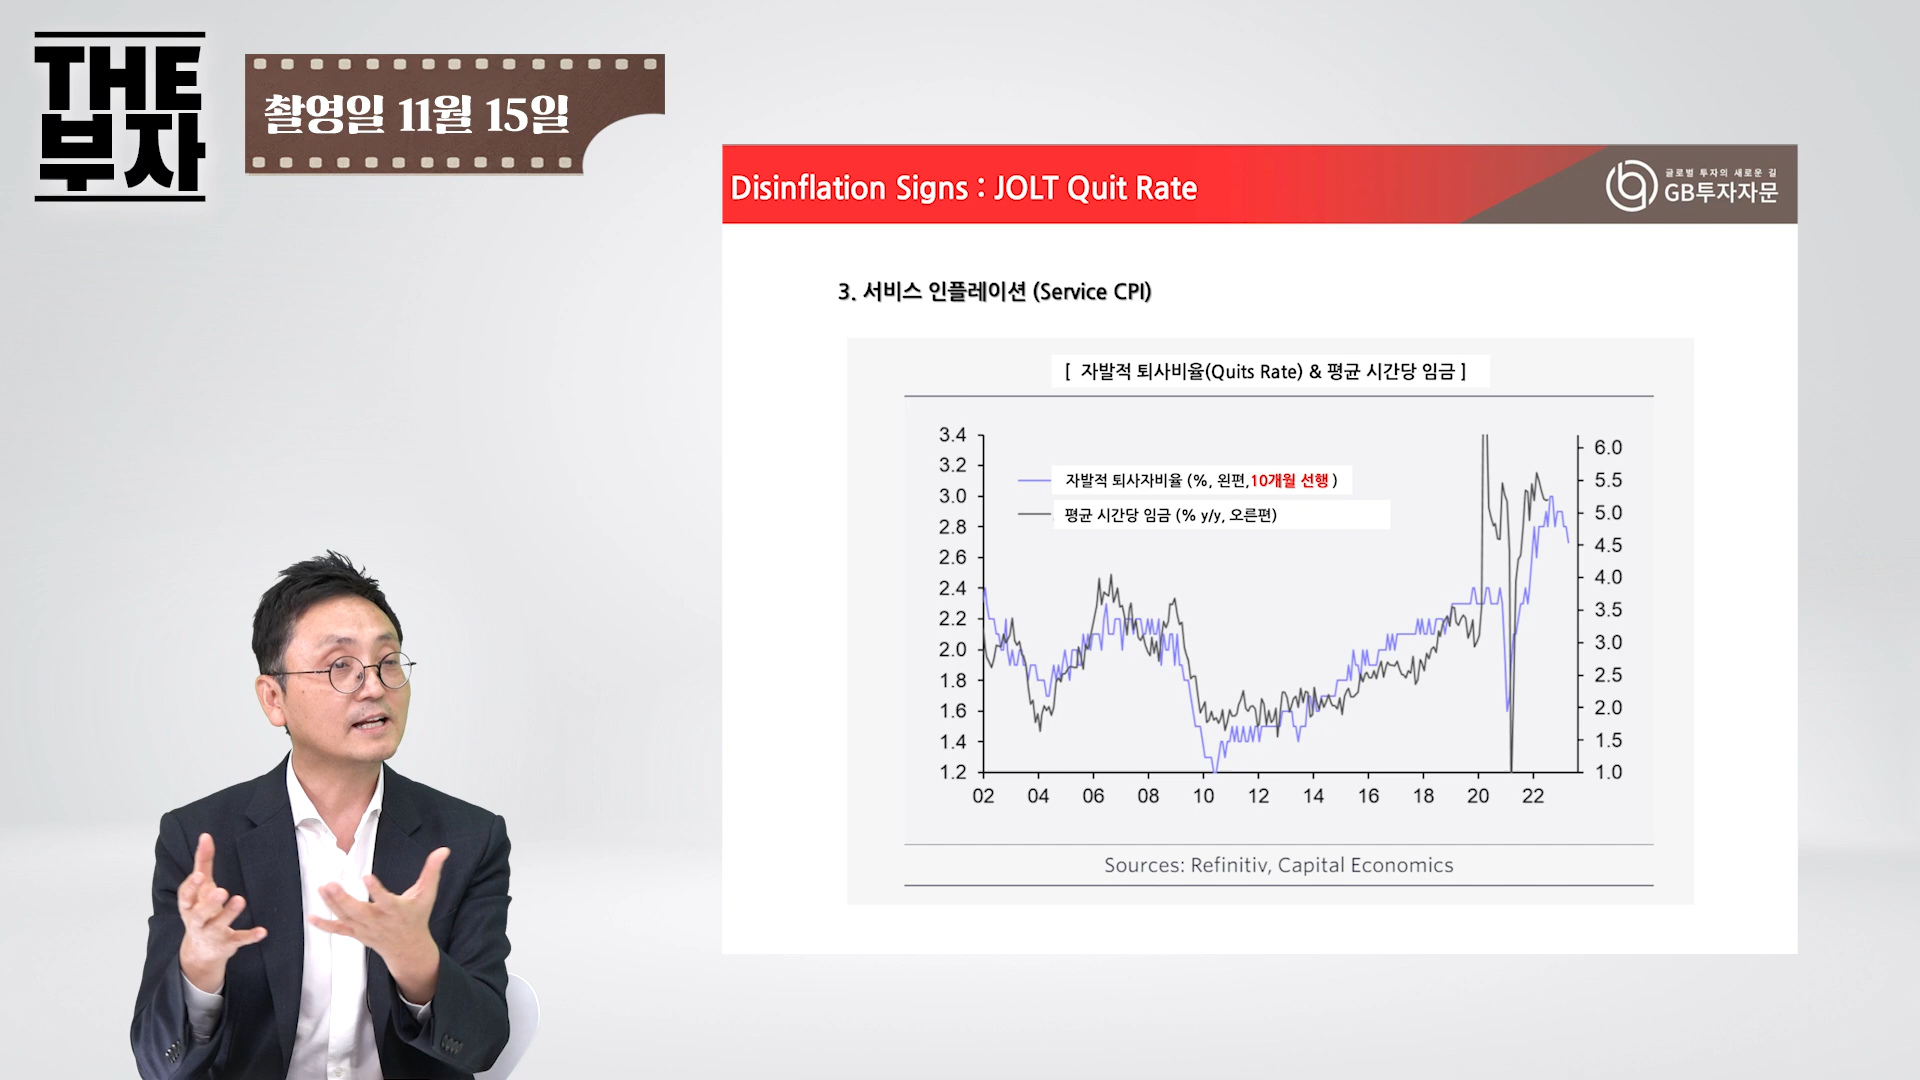 THE
부자
촬영일 11월 15일
Disinflation Signs : JOLT Quit Rate
글로벌 투자의 새로운 길
GB투자자문
3. 서비스 인플레이션 (Service CPI)
[ 자발적 퇴사비율(Quits Rate) & 평균 시간당 임금 ]
자발적 퇴사자비율 (%, 왼편,10개월 선행 )
평균 시간당 임금 (% y/y, 오른편)
3.4
3.2
3.0
2.8
2.6
2.4
2.2
2.0
1.8
1.6
1.4
1.2
6.0
5.5
5.0
4.5
4.0
3.5
3.0
2.5
2.0
1.5
1.0
02 04 06 08 10 12 14 16 18 20 22
Sources: Refinitiv, Capital Economics